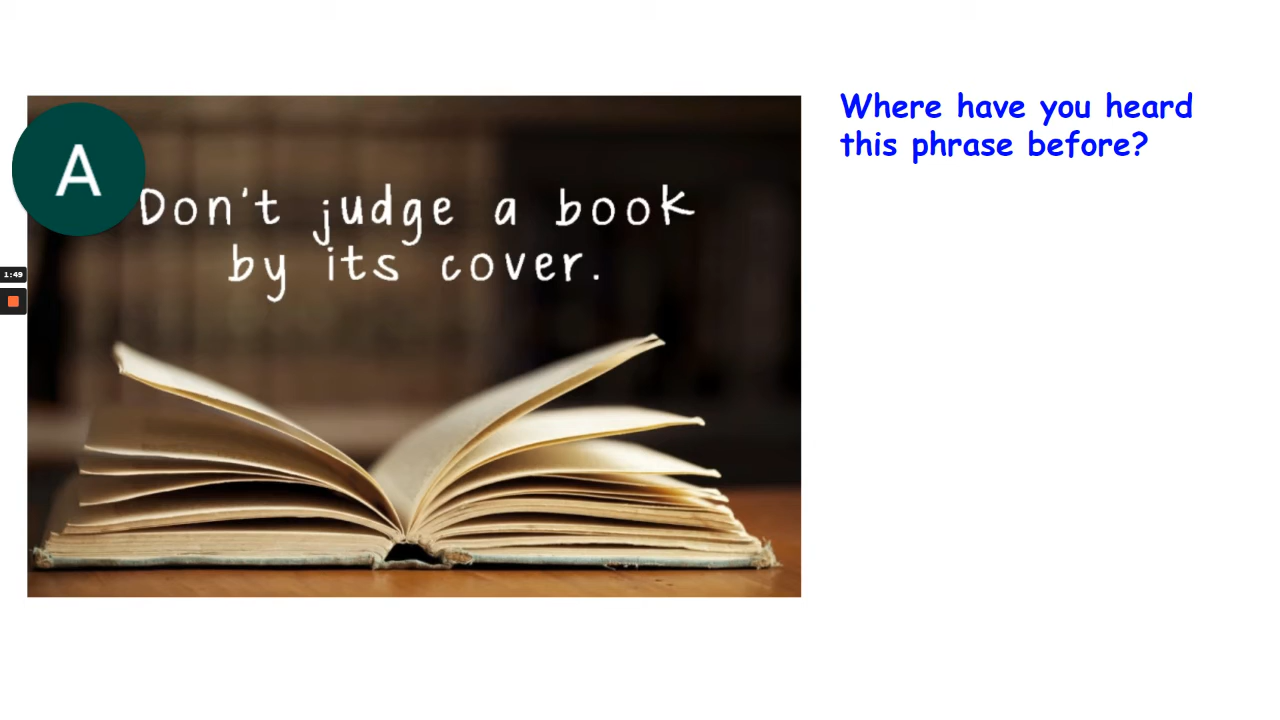 A
Don't judge a book
by its cover.
Where have you heard
this phrase before?
1:49